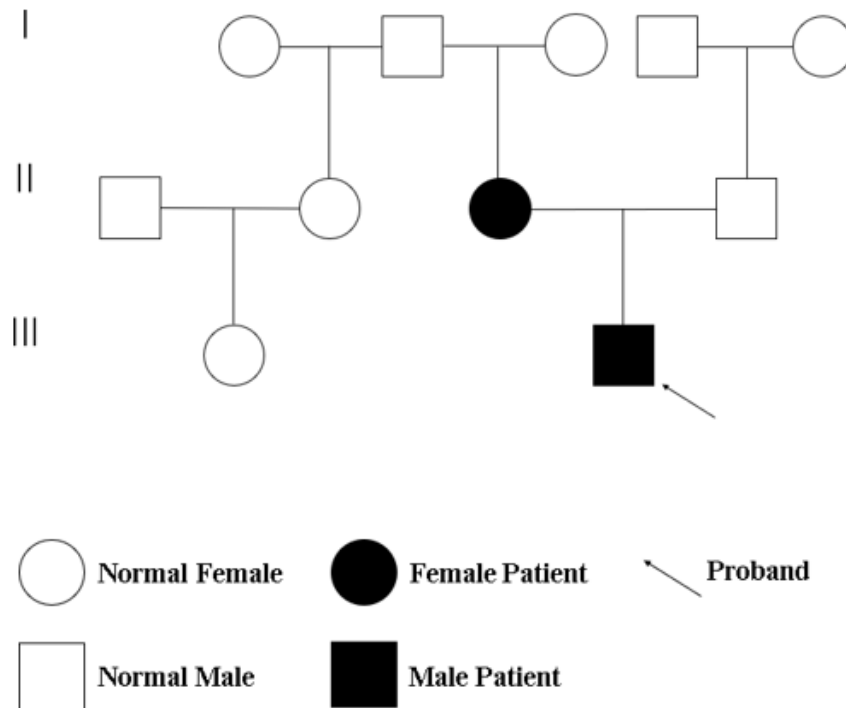 I
II
III
Normal Female
Female Patient
Proband
Normal Male
Male Patient